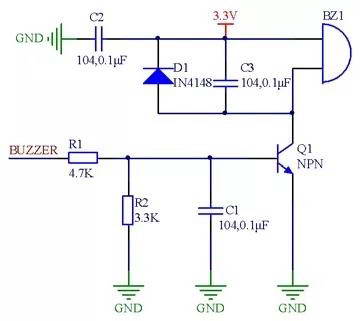 C2
3.3V
BZ1
GND
104,0.1μF
D1
IN4148
C3
104,0.1μF
BUZZER
R1
4.7K
Q1
NPN
R2
3.3K
C1
104,0.1μF
GND
GND
GND